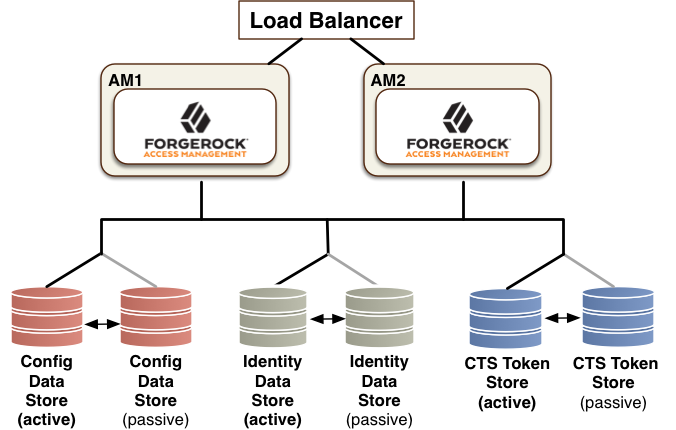 Load Balancer
AM1
AM2
FORGEROCK
ACCESS MANAGEMENT
FORGEROCK
ACCESS MANAGEMENT
Config
Data
Store
(active)
Config
Data
Store
(passive)
Identity
Data
Store
(active)
Identity
Data
Store
(passive)
CTS Token
Store
(active)
CTS Token
Store
(passive)